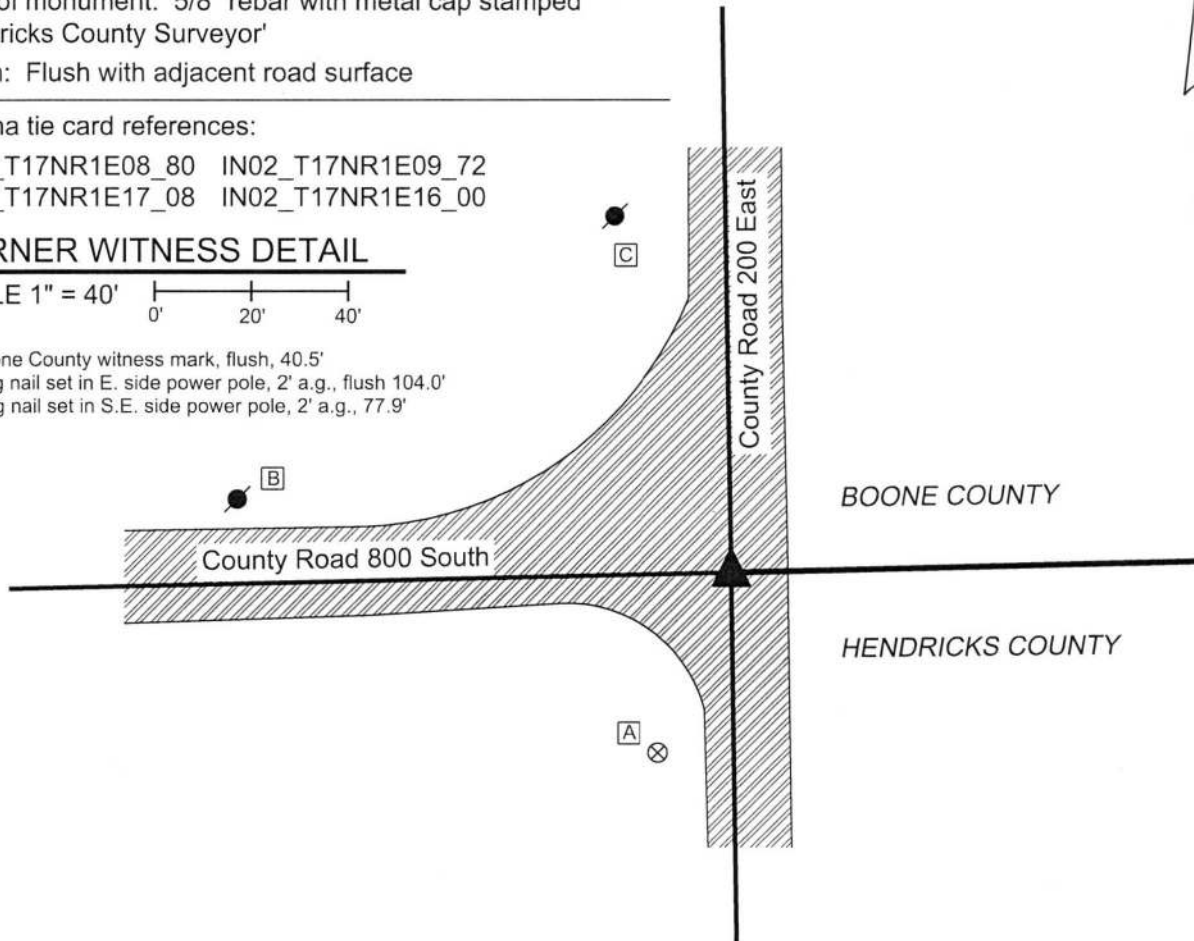 of monument: 5/8" rebar with metal cap stamped
ricks County Surveyor'
: Flush with adjacent road surface
na tie card references:
_T17NR1E08_80 IN02_T17NR1E09_72
_T17NR1E17_08 IN02_T17NR1E16_00
RNER WITNESS DETAIL
LE 1" = 40'
0' 20' 40'
ne County witness mark, flush, 40.5'
g nail set in E. side power pole, 2' a.g., flush 104.0'
g nail set in S.E. side power pole, 2' a.g., 77.9'
C
County Road 200 East
B
BOONE COUNTY
County Road 800 South
HENDRICKS COUNTY
A